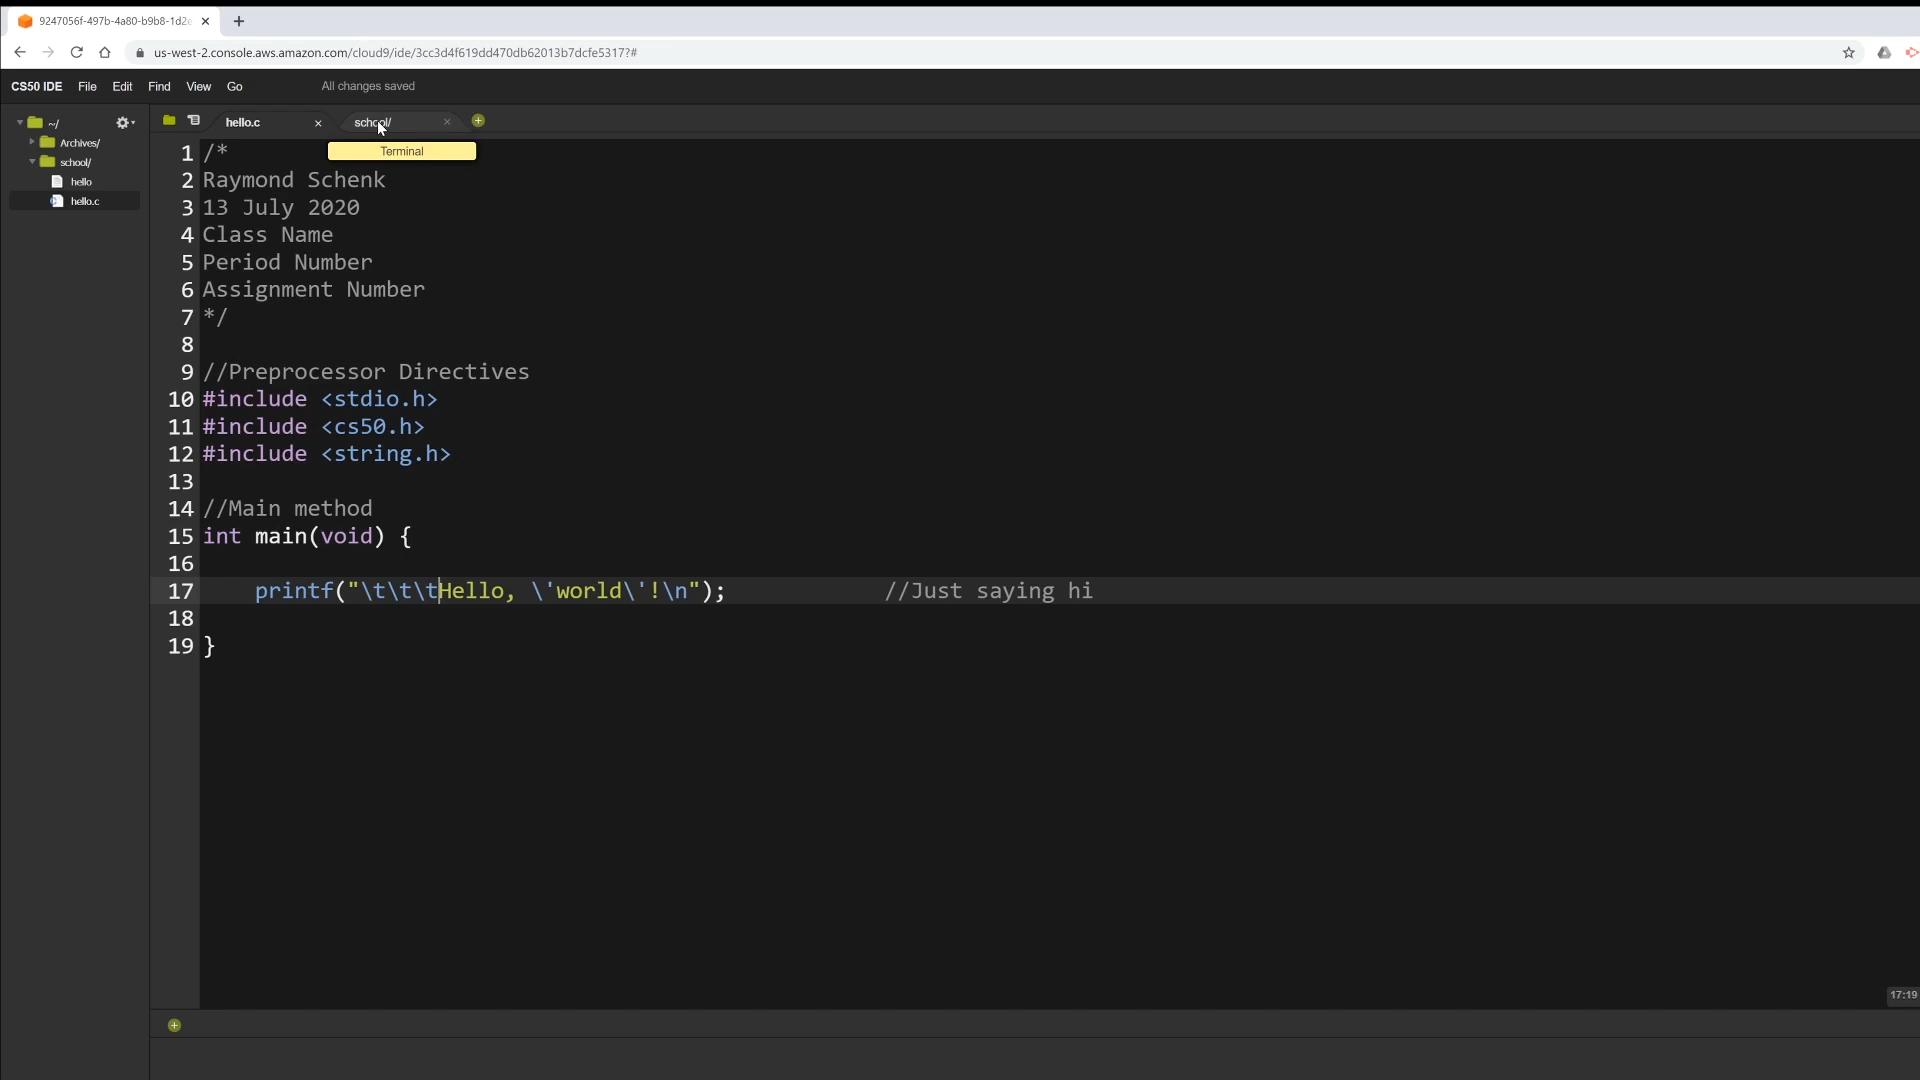 9247056f-497b-4a80-b9b8-1d2e
us-west-2.console.aws.amazon.com/cloud9/ide/3cc3d4f619dd470db62013b7dcfe5317?#
CS50 IDE File Edit Find View Go All changes saved
~/
Archives/
school/
hello
hello.c
hello.c school/
Terminal
1 /*
2 Raymond Schenk
3 13 July 2020
4 Class Name
5 Period Number
6 Assignment Number
7 */
8
9 //Preprocessor Directives
10 #include <stdio.h>
11 #include <cs50.h>
12 #include <string.h>
13
14 //Main method
15 int main(void) {
16
17     printf("\t\t\tHello, \'world\'!\n");            //Just saying hi
18
19 }
17:19